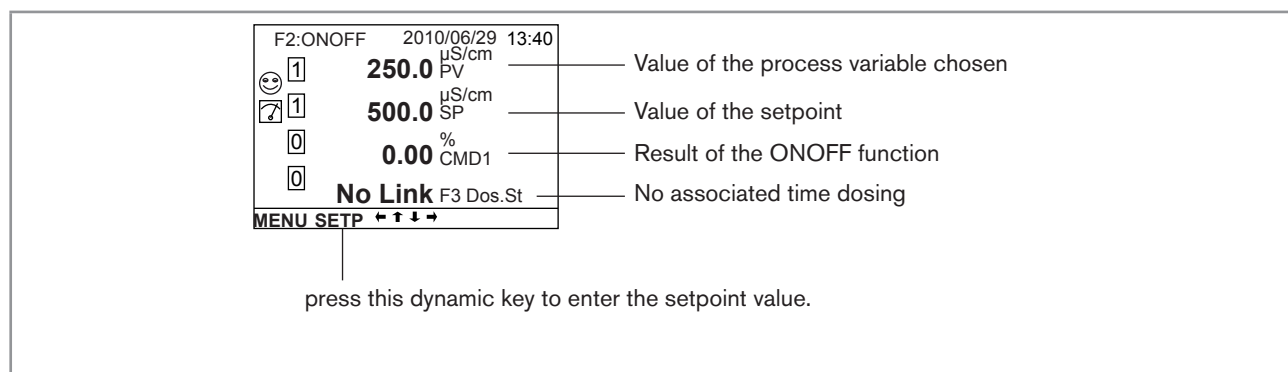 F2:ONOFF 2010/06/29 13:40
1 250.0 µS/cm PV
Value of the process variable chosen
1 500.0 µS/cm SP
Value of the setpoint
0 0.00 % CMD1
Result of the ONOFF function
0 No Link F3 Dos.St
No associated time dosing
MENU SETP ← ↑ ↓ →
press this dynamic key to enter the setpoint value.